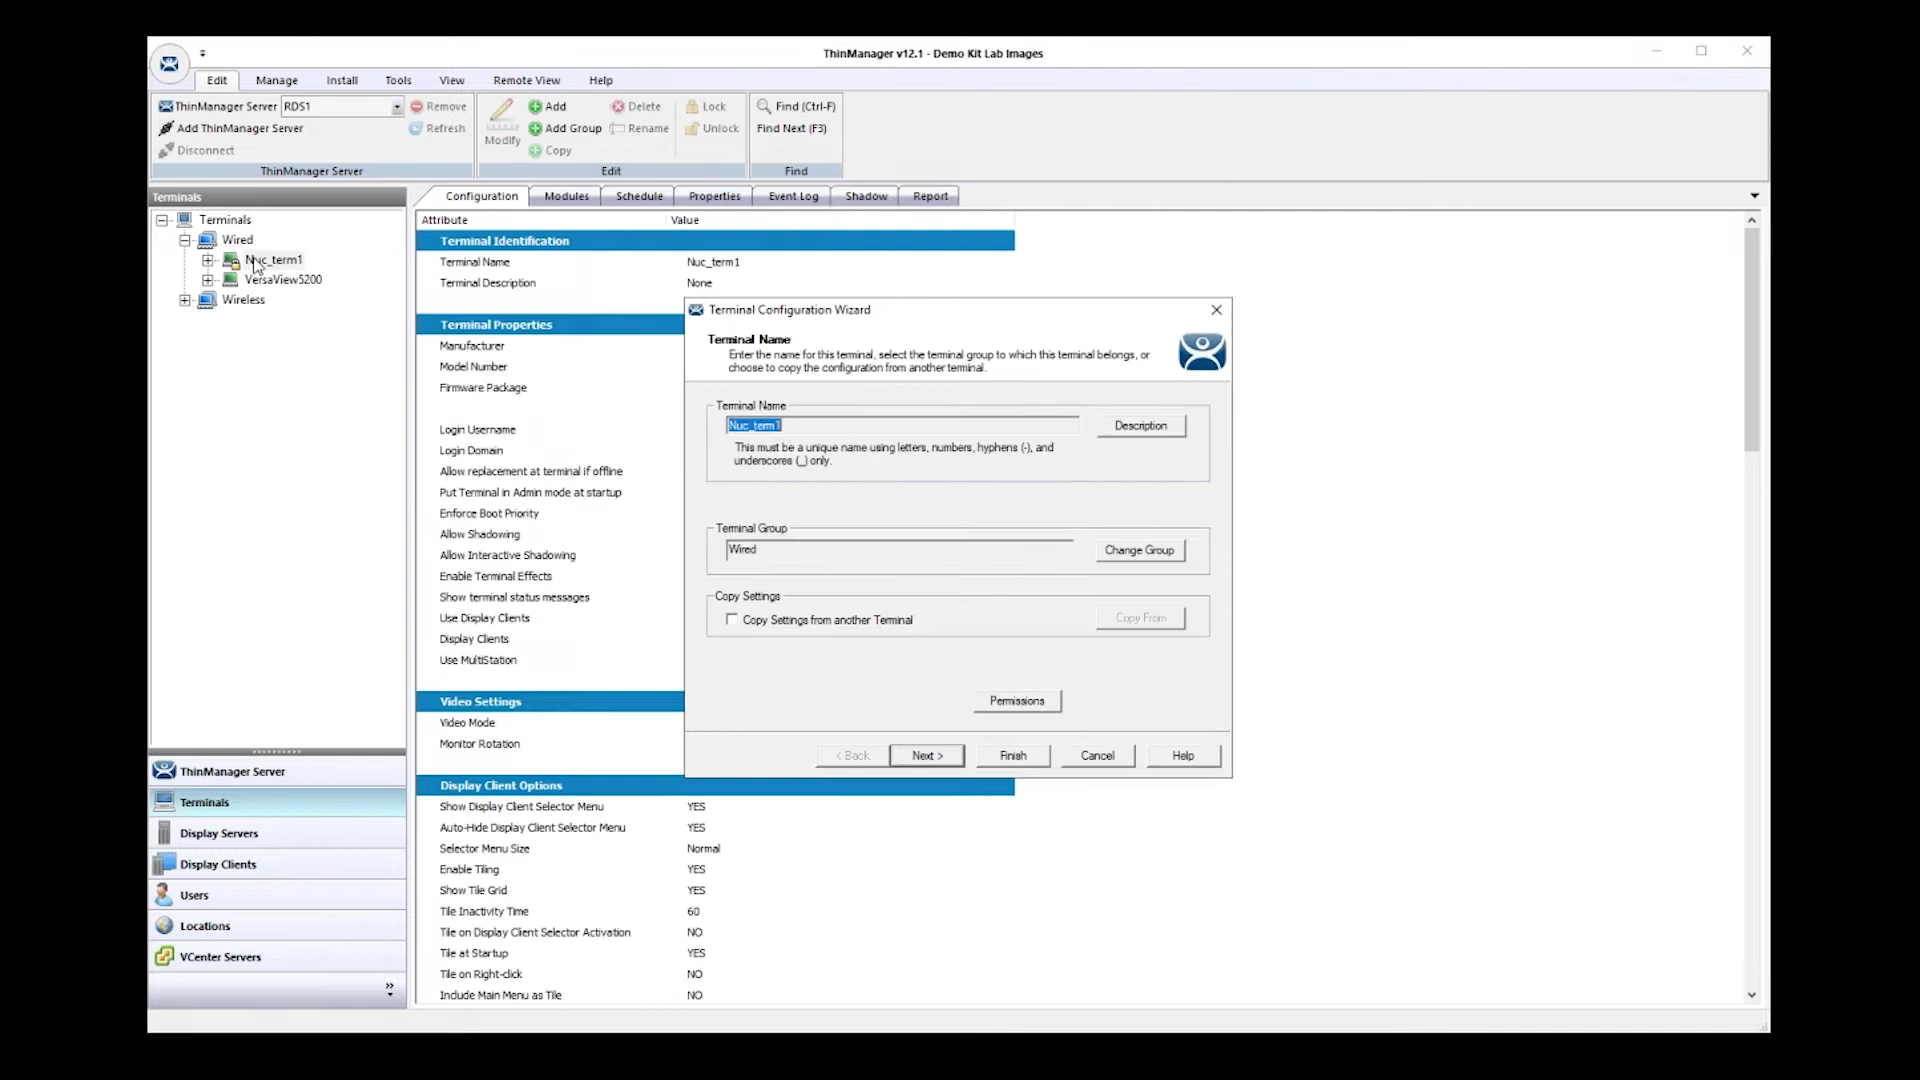 ThinManager v12.1 - Demo Kit Lab Images
Edit
Manage
Install
Tools
View
Remote View
Help
ThinManager Server
RDS1
Remove
Add ThinManager Server
Refresh
Disconnect
ThinManager Server
Modify
Add
Add Group
Copy
Delete
Rename
Lock
Unlock
Edit
Find (Ctrl-F)
Find Next (F3)
Find
Terminals
Terminals
Wired
Nuc_term1
VersaView5200
Wireless
ThinManager Server
Terminals
Display Servers
Display Clients
Users
Locations
VCenter Servers
Configuration
Modules
Schedule
Properties
Event Log
Shadow
Report
Attribute Value
Terminal Identification
Terminal Name Nuc_term1
Terminal Description None
Terminal Properties
Manufacturer
Model Number
Firmware Package
Login Username
Login Domain
Allow replacement at terminal if offline
Put Terminal in Admin mode at startup
Enforce Boot Priority
Allow Shadowing
Allow Interactive Shadowing
Enable Terminal Effects
Show terminal status messages
Use Display Clients
Display Clients
Use MultiStation
Video Settings
Video Mode
Monitor Rotation
Display Client Options
Show Display Client Selector Menu YES
Auto-Hide Display Client Selector Menu YES
Selector Menu Size Normal
Enable Tiling YES
Show Tile Grid YES
Tile Inactivity Time 60
Tile on Display Client Selector Activation NO
Tile at Startup YES
Tile on Right-click NO
Include Main Menu as Tile NO
Terminal Configuration Wizard
Terminal Name
Enter the name for this terminal, select the terminal group to which this terminal belongs, or
choose to copy the configuration from another terminal.
Terminal Name
Nuc_term1
Description
This must be a unique name using letters, numbers, hyphens (-), and
underscores (_) only.
Terminal Group
Wired
Change Group
Copy Settings
Copy Settings from another Terminal
Copy From
Permissions
< Back
Next >
Finish
Cancel
Help